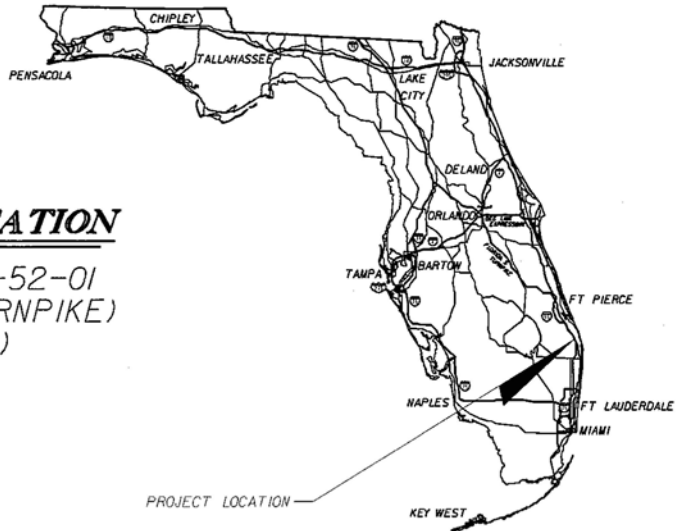 CHIPLEY
PENSACOLA
TALLAHASSEE
LAKE
CITY
JACKSONVILLE
DELAND
ORLANDO
TAMPA
BARTOW
FT PIERCE
NAPLES
FT LAUDERDALE
MIAMI
KEY WEST
PROJECT LOCATION
ATION
-52-01
RNPIKE)
)